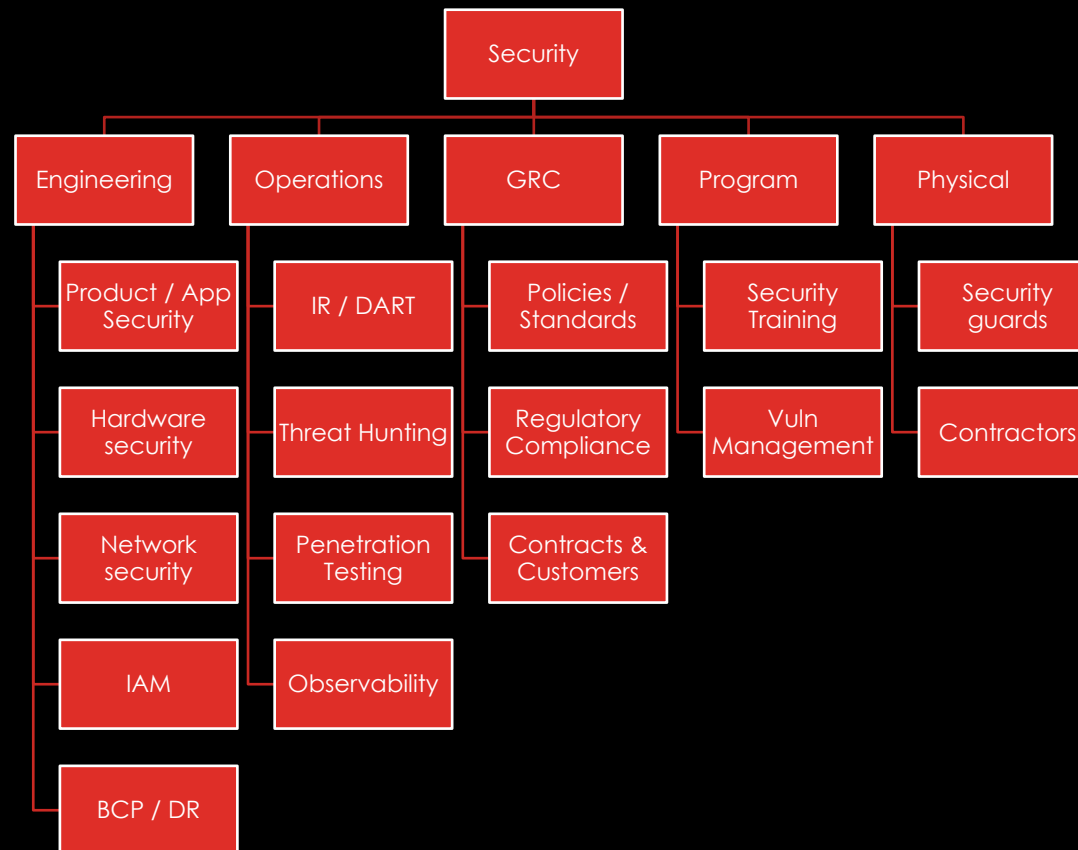 Security
Engineering
Operations
GRC
Program
Physical
Product / App
Security
IR / DART
Policies /
Standards
Security
Training
Security
guards
Hardware
security
Threat Hunting
Regulatory
Compliance
Vuln
Management
Contractors
Network
security
Penetration
Testing
Contracts &
Customers
IAM
Observability
BCP / DR